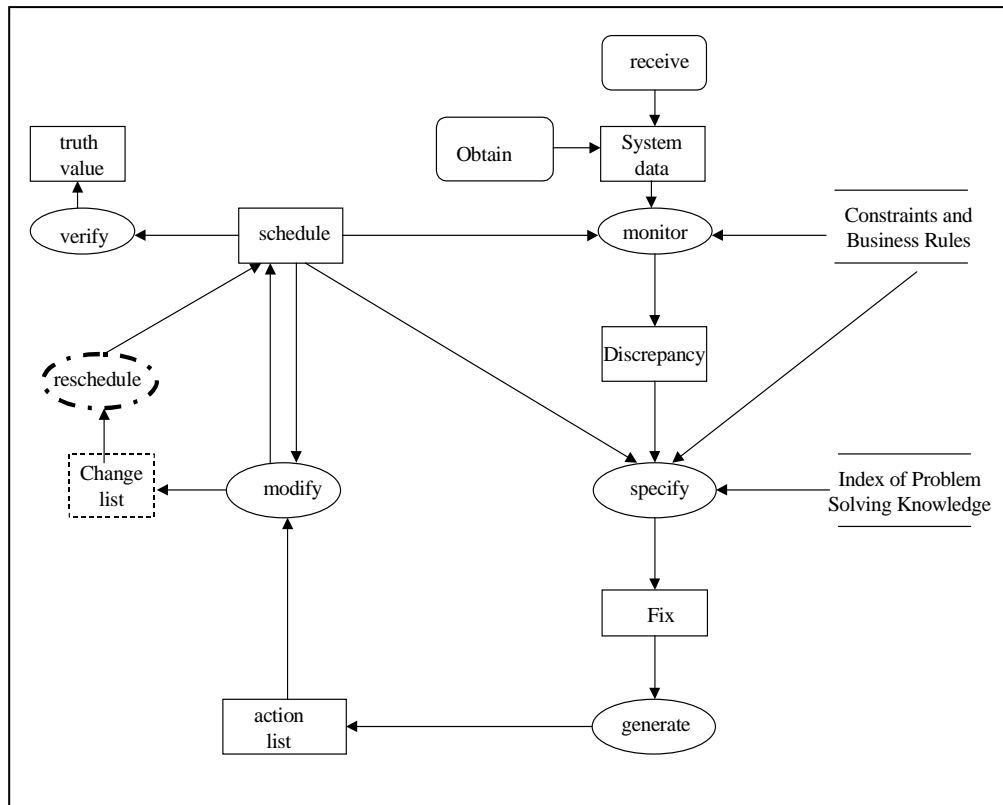 receive
truth
value
Obtain
System
data
verify
schedule
monitor
Constraints and
Business Rules
Discrepancy
reschedule
Change
list
modify
specify
Index of Problem
Solving Knowledge
Fix
action
list
generate